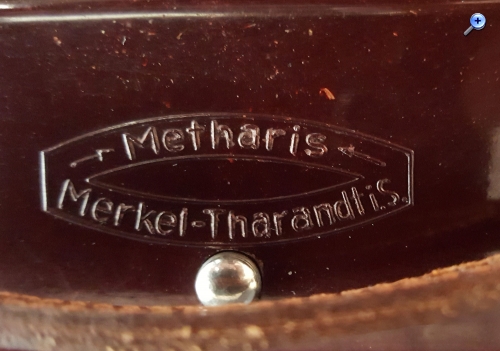 Metharis
Merkel-Tharandt i.S.